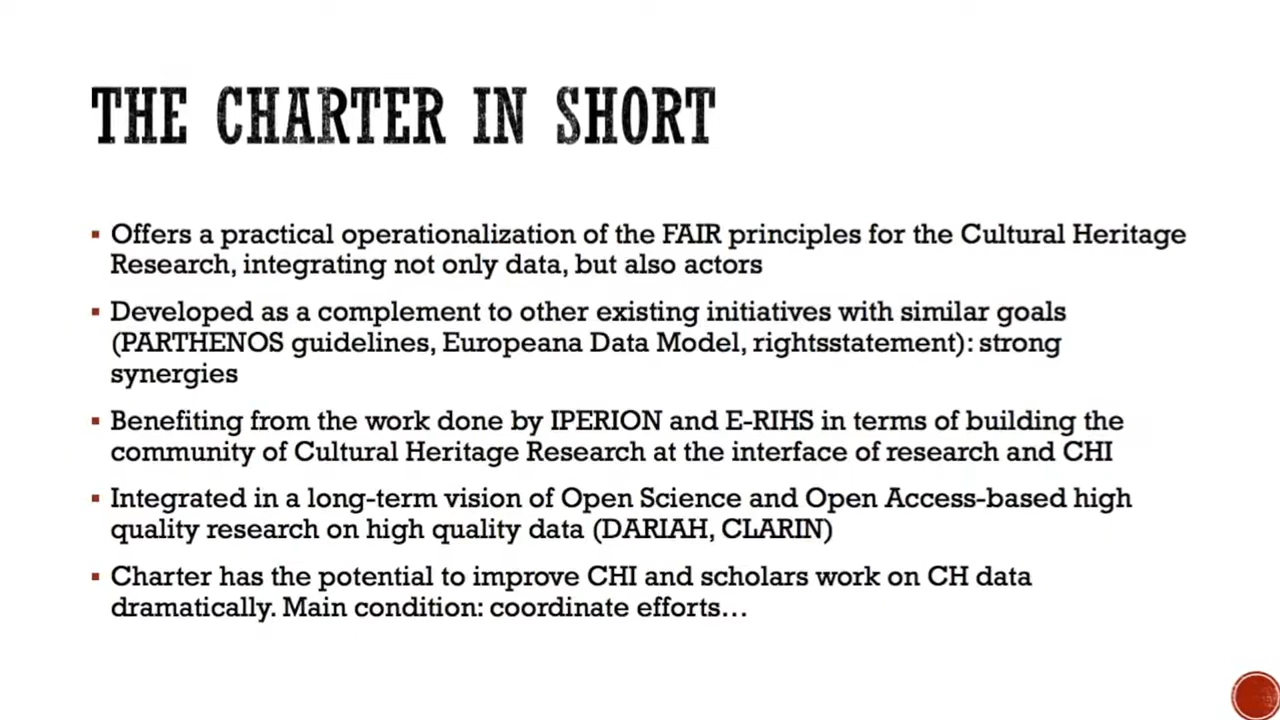 THE CHARTER IN SHORT
▪ Offers a practical operationalization of the FAIR principles for the Cultural Heritage
Research, integrating not only data, but also actors
▪ Developed as a complement to other existing initiatives with similar goals
(PARTHENOS guidelines, Europeana Data Model, rightsstatement): strong
synergies
▪ Benefiting from the work done by IPERION and E-RIHS in terms of building the
community of Cultural Heritage Research at the interface of research and CHI
▪ Integrated in a long-term vision of Open Science and Open Access-based high
quality research on high quality data (DARIAH, CLARIN)
▪ Charter has the potential to improve CHI and scholars work on CH data
dramatically. Main condition: coordinate efforts…